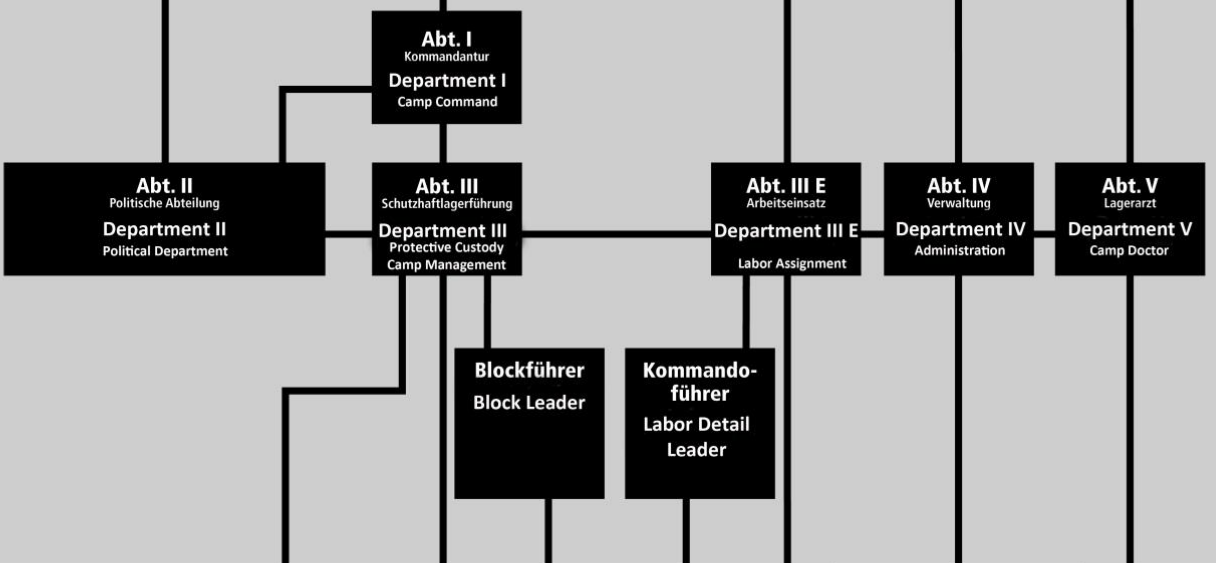 Abt. I
Kommandantur
Department I
Camp Command
Abt. II
Politische Abteilung
Department II
Political Department
Abt. III
Schutzhaftlagerführung
Department III
Protective Custody
Camp Management
Abt. III E
Arbeitseinsatz
Department III E
Labor Assignment
Abt. IV
Verwaltung
Department IV
Administration
Abt. V
Lagerarzt
Department V
Camp Doctor
Blockführer
Block Leader
Kommando-
führer
Labor Detail
Leader